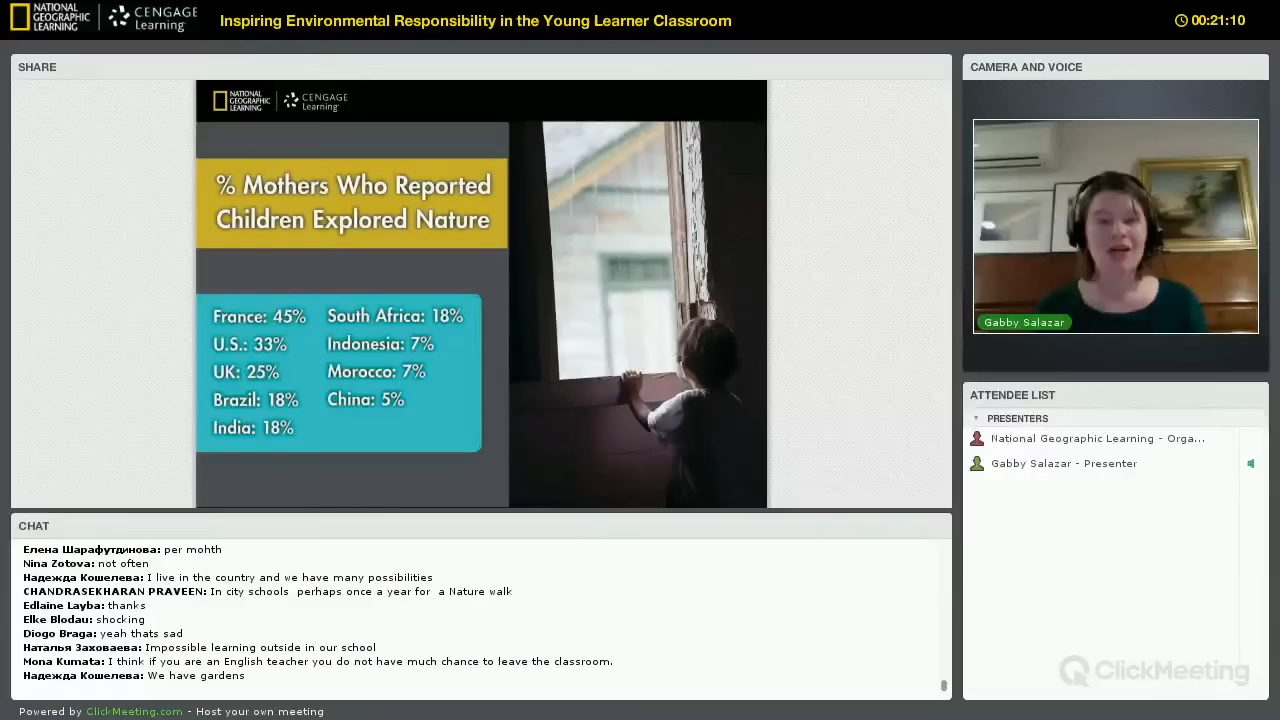 NATIONAL
GEOGRAPHIC
LEARNING
CENGAGE
Learning
Inspiring Environmental Responsibility in the Young Learner Classroom
00:21:10
SHARE
NATIONAL
GEOGRAPHIC
LEARNING
CENGAGE
Learning
% Mothers Who Reported
Children Explored Nature
France: 45%
U.S.: 33%
UK: 25%
Brazil: 18%
India: 18%
South Africa: 18%
Indonesia: 7%
Morocco: 7%
China: 5%
CAMERA AND VOICE
Gabby Salazar
ATTENDEE LIST
PRESENTERS
National Geographic Learning - Orga...
Gabby Salazar - Presenter
CHAT
Елена Шарафутдинова: per mohth
Nina Zotova: not often
Надежда Кошелева: I live in the country and we have many possibilities
CHANDRASEKHARAN PRAVEEN: In city schools perhaps once a year for a Nature walk
Edlaine Layba: thanks
Elke Blodau: shocking
Diogo Braga: yeah thats sad
Наталья Заховаева: Impossible learning outside in our school
Mona Kumata: I think if you are an English teacher you do not have much chance to leave the classroom.
Надежда Кошелева: We have gardens
ClickMeeting
Powered by ClickMeeting.com - Host your own meeting